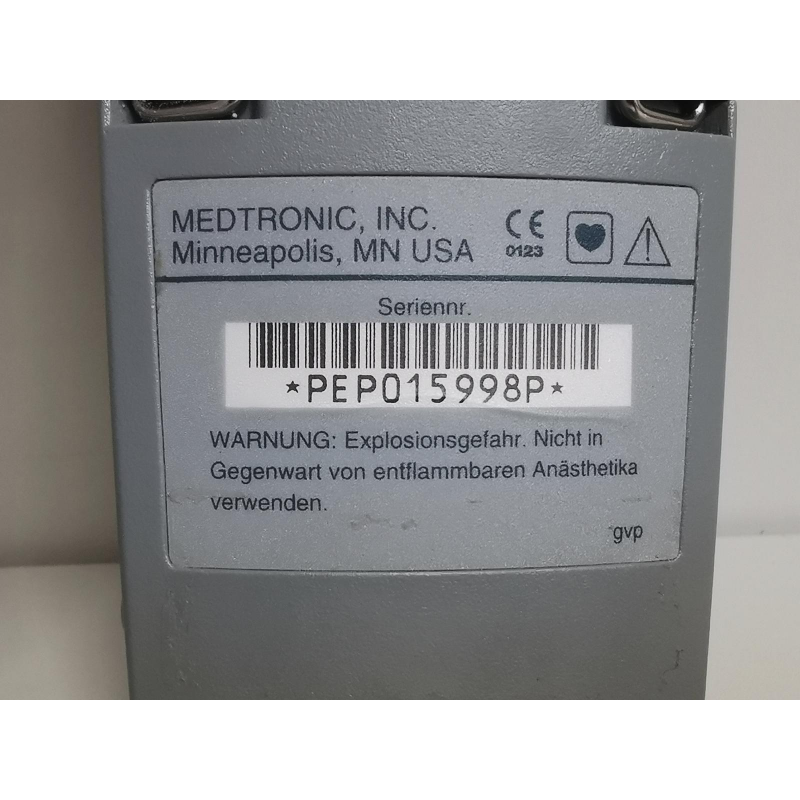 MEDTRONIC, INC.
Minneapolis, MN USA
CE
0123
Seriennr.
*PEP015998P*
WARNUNG: Explosionsgefahr. Nicht in
Gegenwart von entflammbaren Anästhetika
verwenden.
gvp